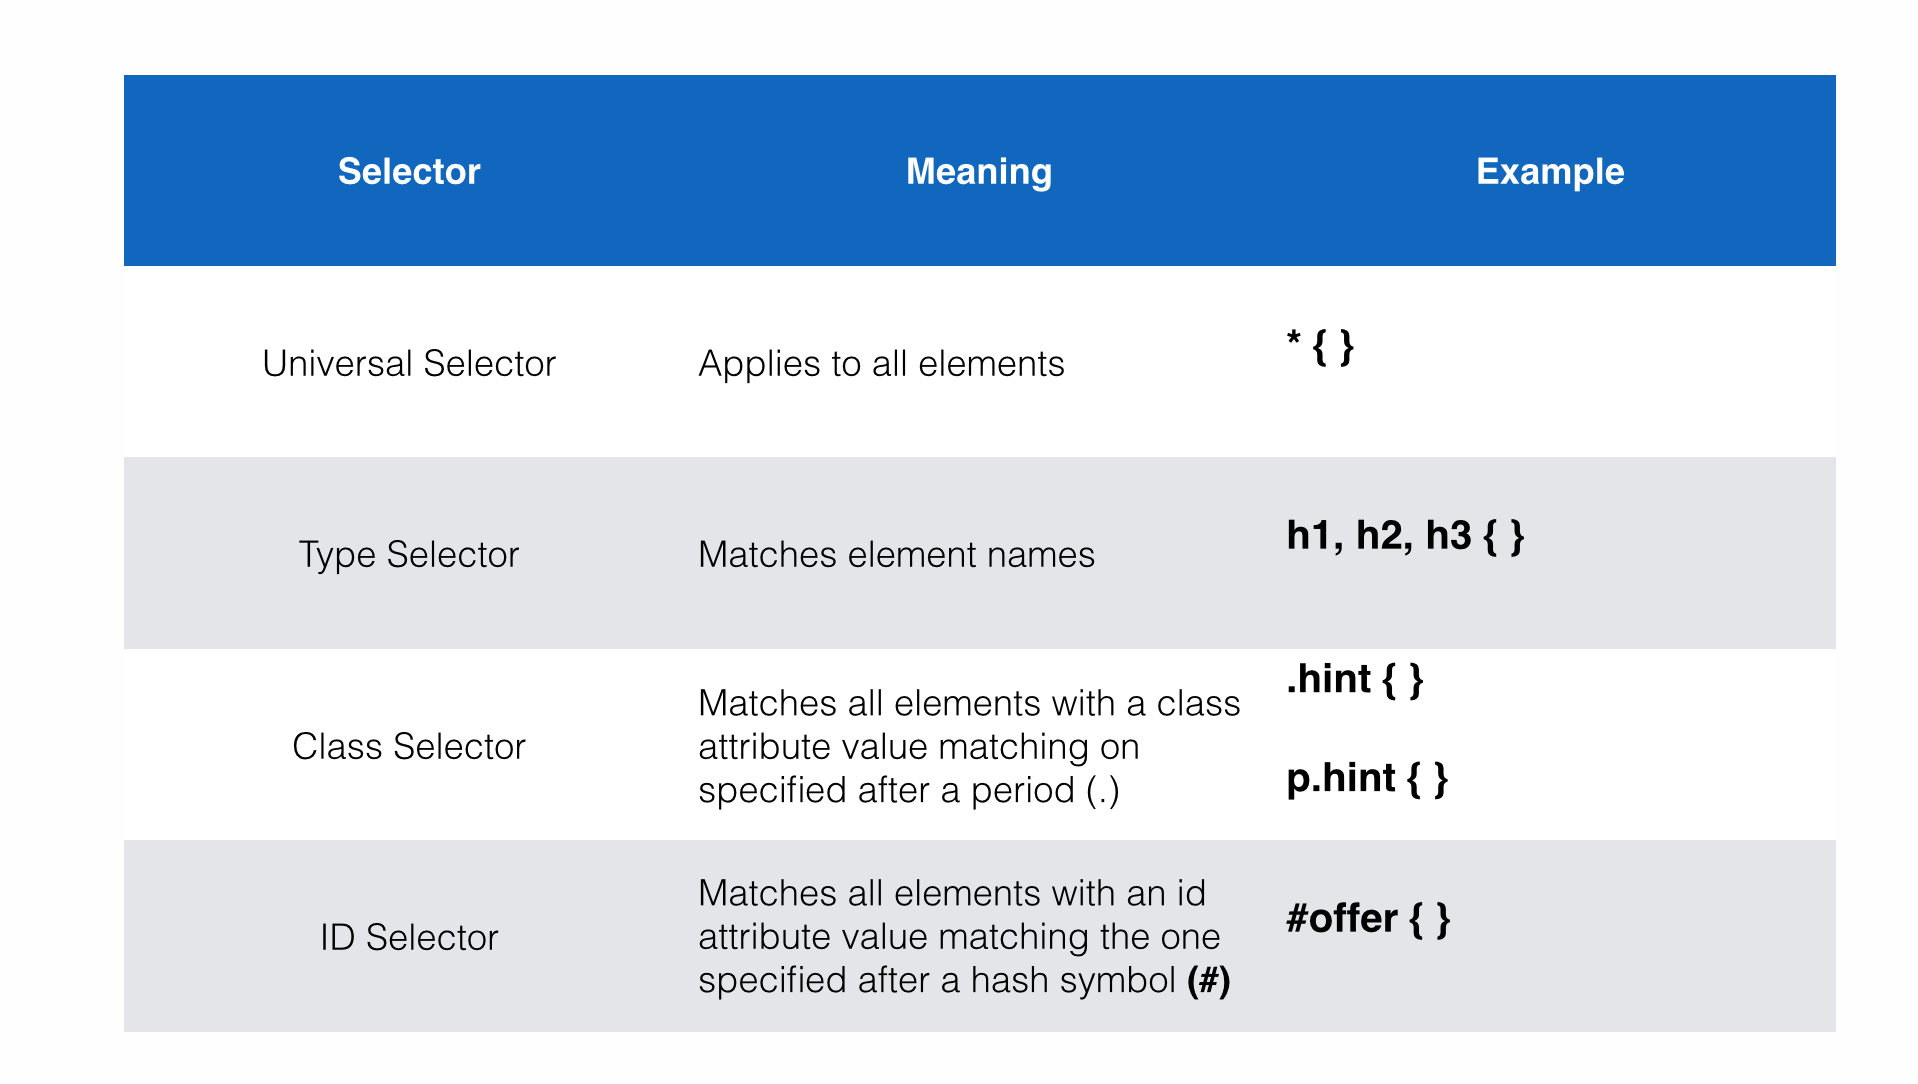 Selector Meaning Example
Universal Selector Applies to all elements * { }
Type Selector Matches element names h1, h2, h3 { }
Class Selector
Matches all elements with a class
attribute value matching on
specified after a period (.)
.hint { }
p.hint { }
ID Selector
Matches all elements with an id
attribute value matching the one
specified after a hash symbol (#)
#offer { }